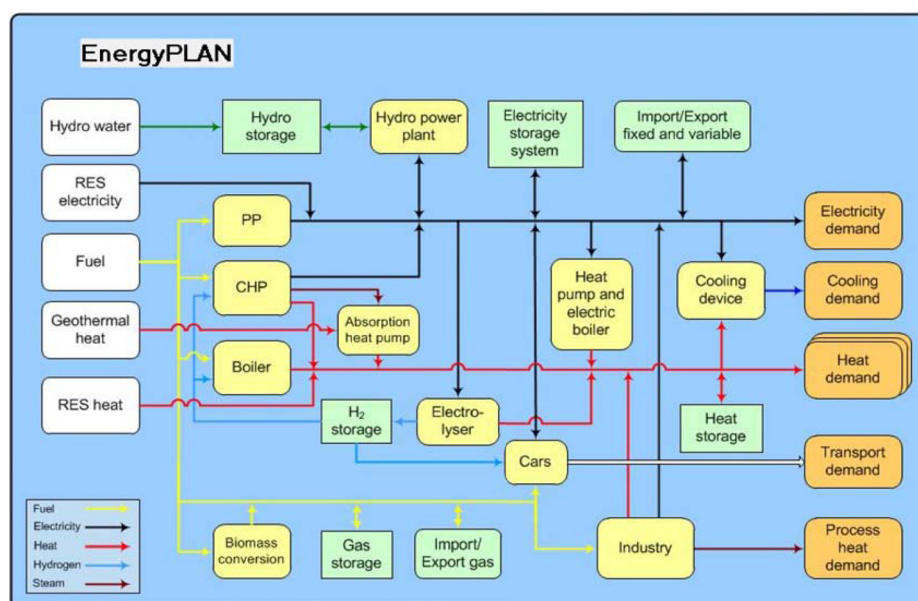 EnergyPLAN
Hydro water
Hydro
storage
Hydro power
plant
Electricity
storage
system
Import/Export
fixed and variable
RES
electricity
PP
Electricity
demand
Fuel
CHP
Heat
pump and
electric
boiler
Cooling
device
Cooling
demand
Geothermal
heat
Absorption
heat pump
Boiler
Heat
demand
RES heat
H2
storage
Electro-
lyser
Heat
storage
Cars
Transport
demand
Fuel
Electricity
Heat
Hydrogen
Steam
Biomass
conversion
Gas
storage
Import/
Export gas
Industry
Process
heat
demand